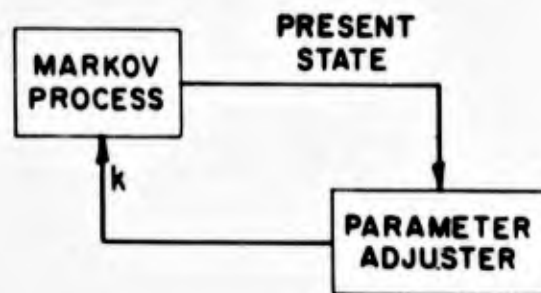 MARKOV
PROCESS
PRESENT
STATE
k
PARAMETER
ADJUSTER